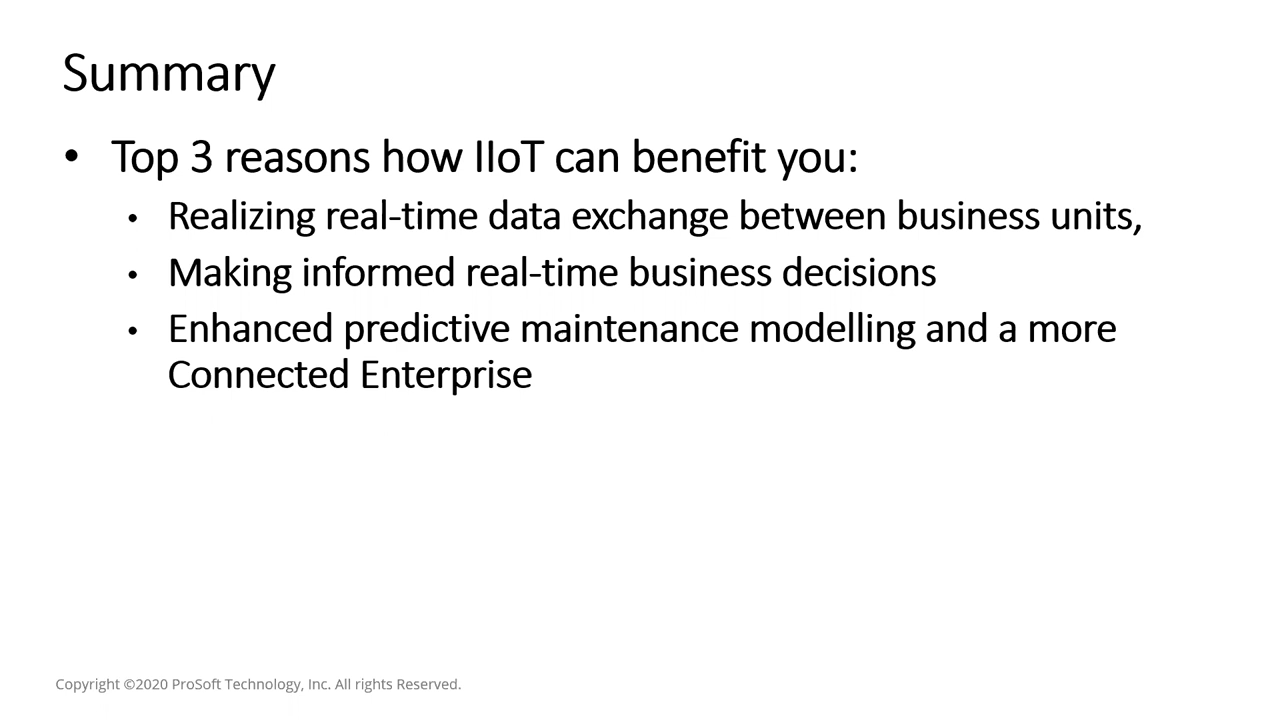 Summary
• Top 3 reasons how IIoT can benefit you:
• Realizing real-time data exchange between business units,
• Making informed real-time business decisions
• Enhanced predictive maintenance modelling and a more
Connected Enterprise
Copyright ©2020 ProSoft Technology, Inc. All rights Reserved.